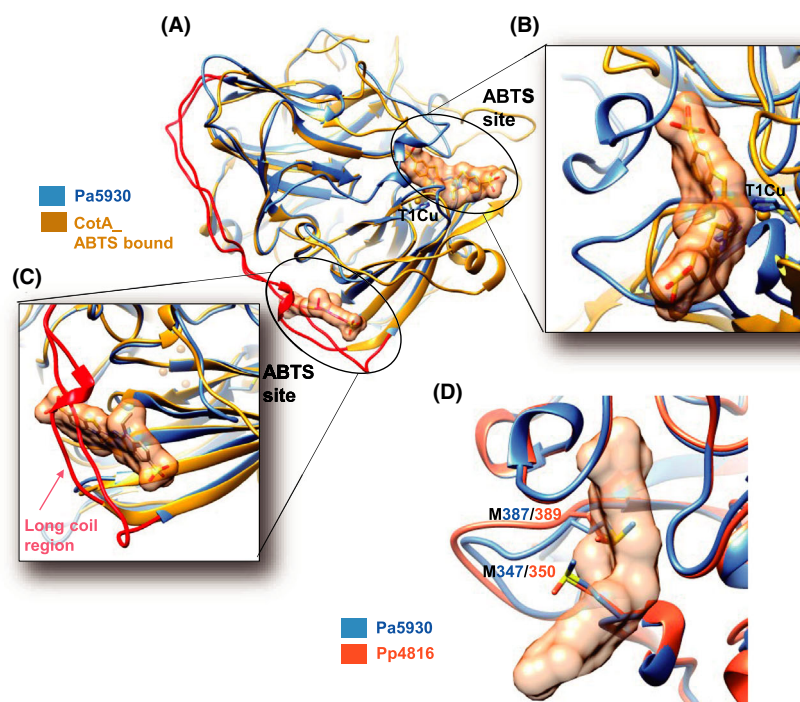 (A)
(B)
ABTS
site
T1Cu
T1Cu
Pa5930
CotA_
ABTS bound
(C)
ABTS
site
Long coil
region
(D)
M387/389
M347/350
Pa5930
Pp4816